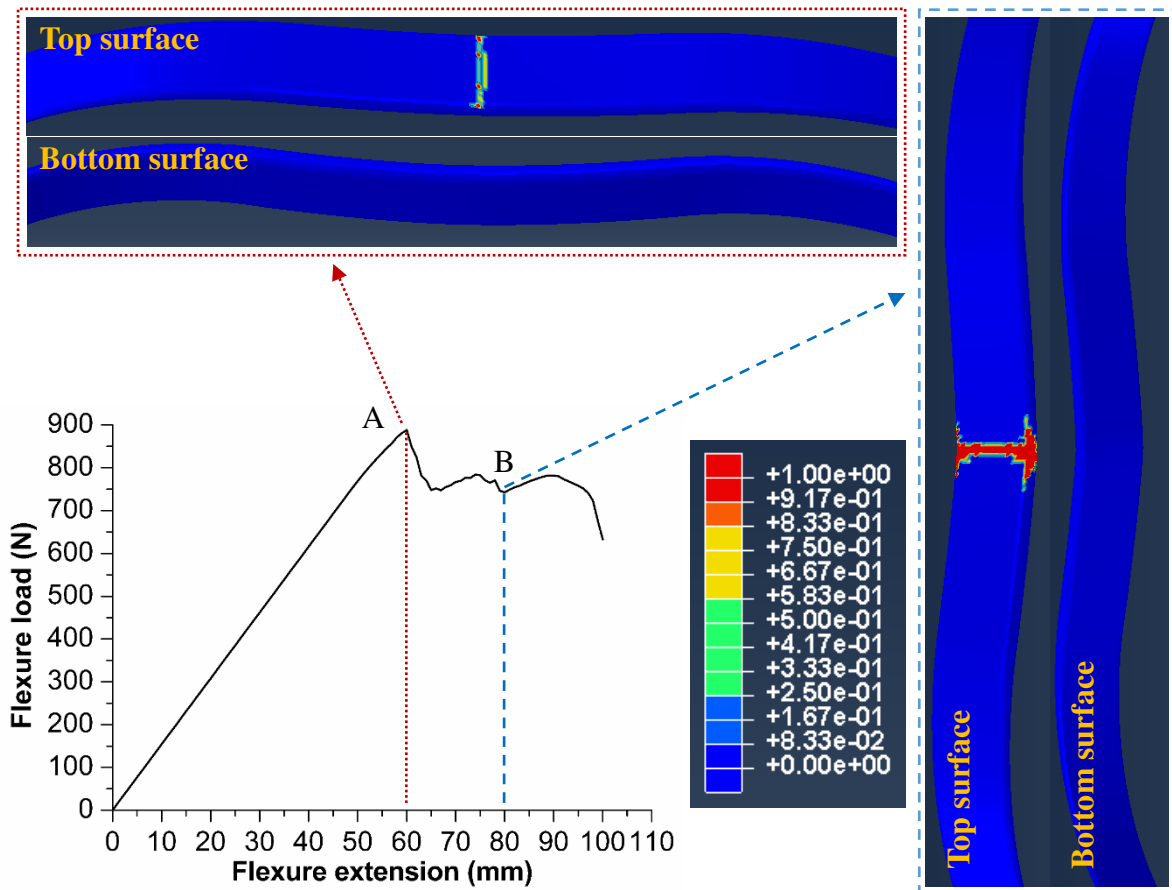 Top surface
Bottom surface
A
B
900
800
700
600
500
400
300
200
100
0
Flexure load (N)
0 10 20 30 40 50 60 70 80 90 100 110
Flexure extension (mm)
+1.00e+00
+9.17e-01
+8.33e-01
+7.50e-01
+6.67e-01
+5.83e-01
+5.00e-01
+4.17e-01
+3.33e-01
+2.50e-01
+1.67e-01
+8.33e-02
+0.00e+00
Top surface
Bottom surface